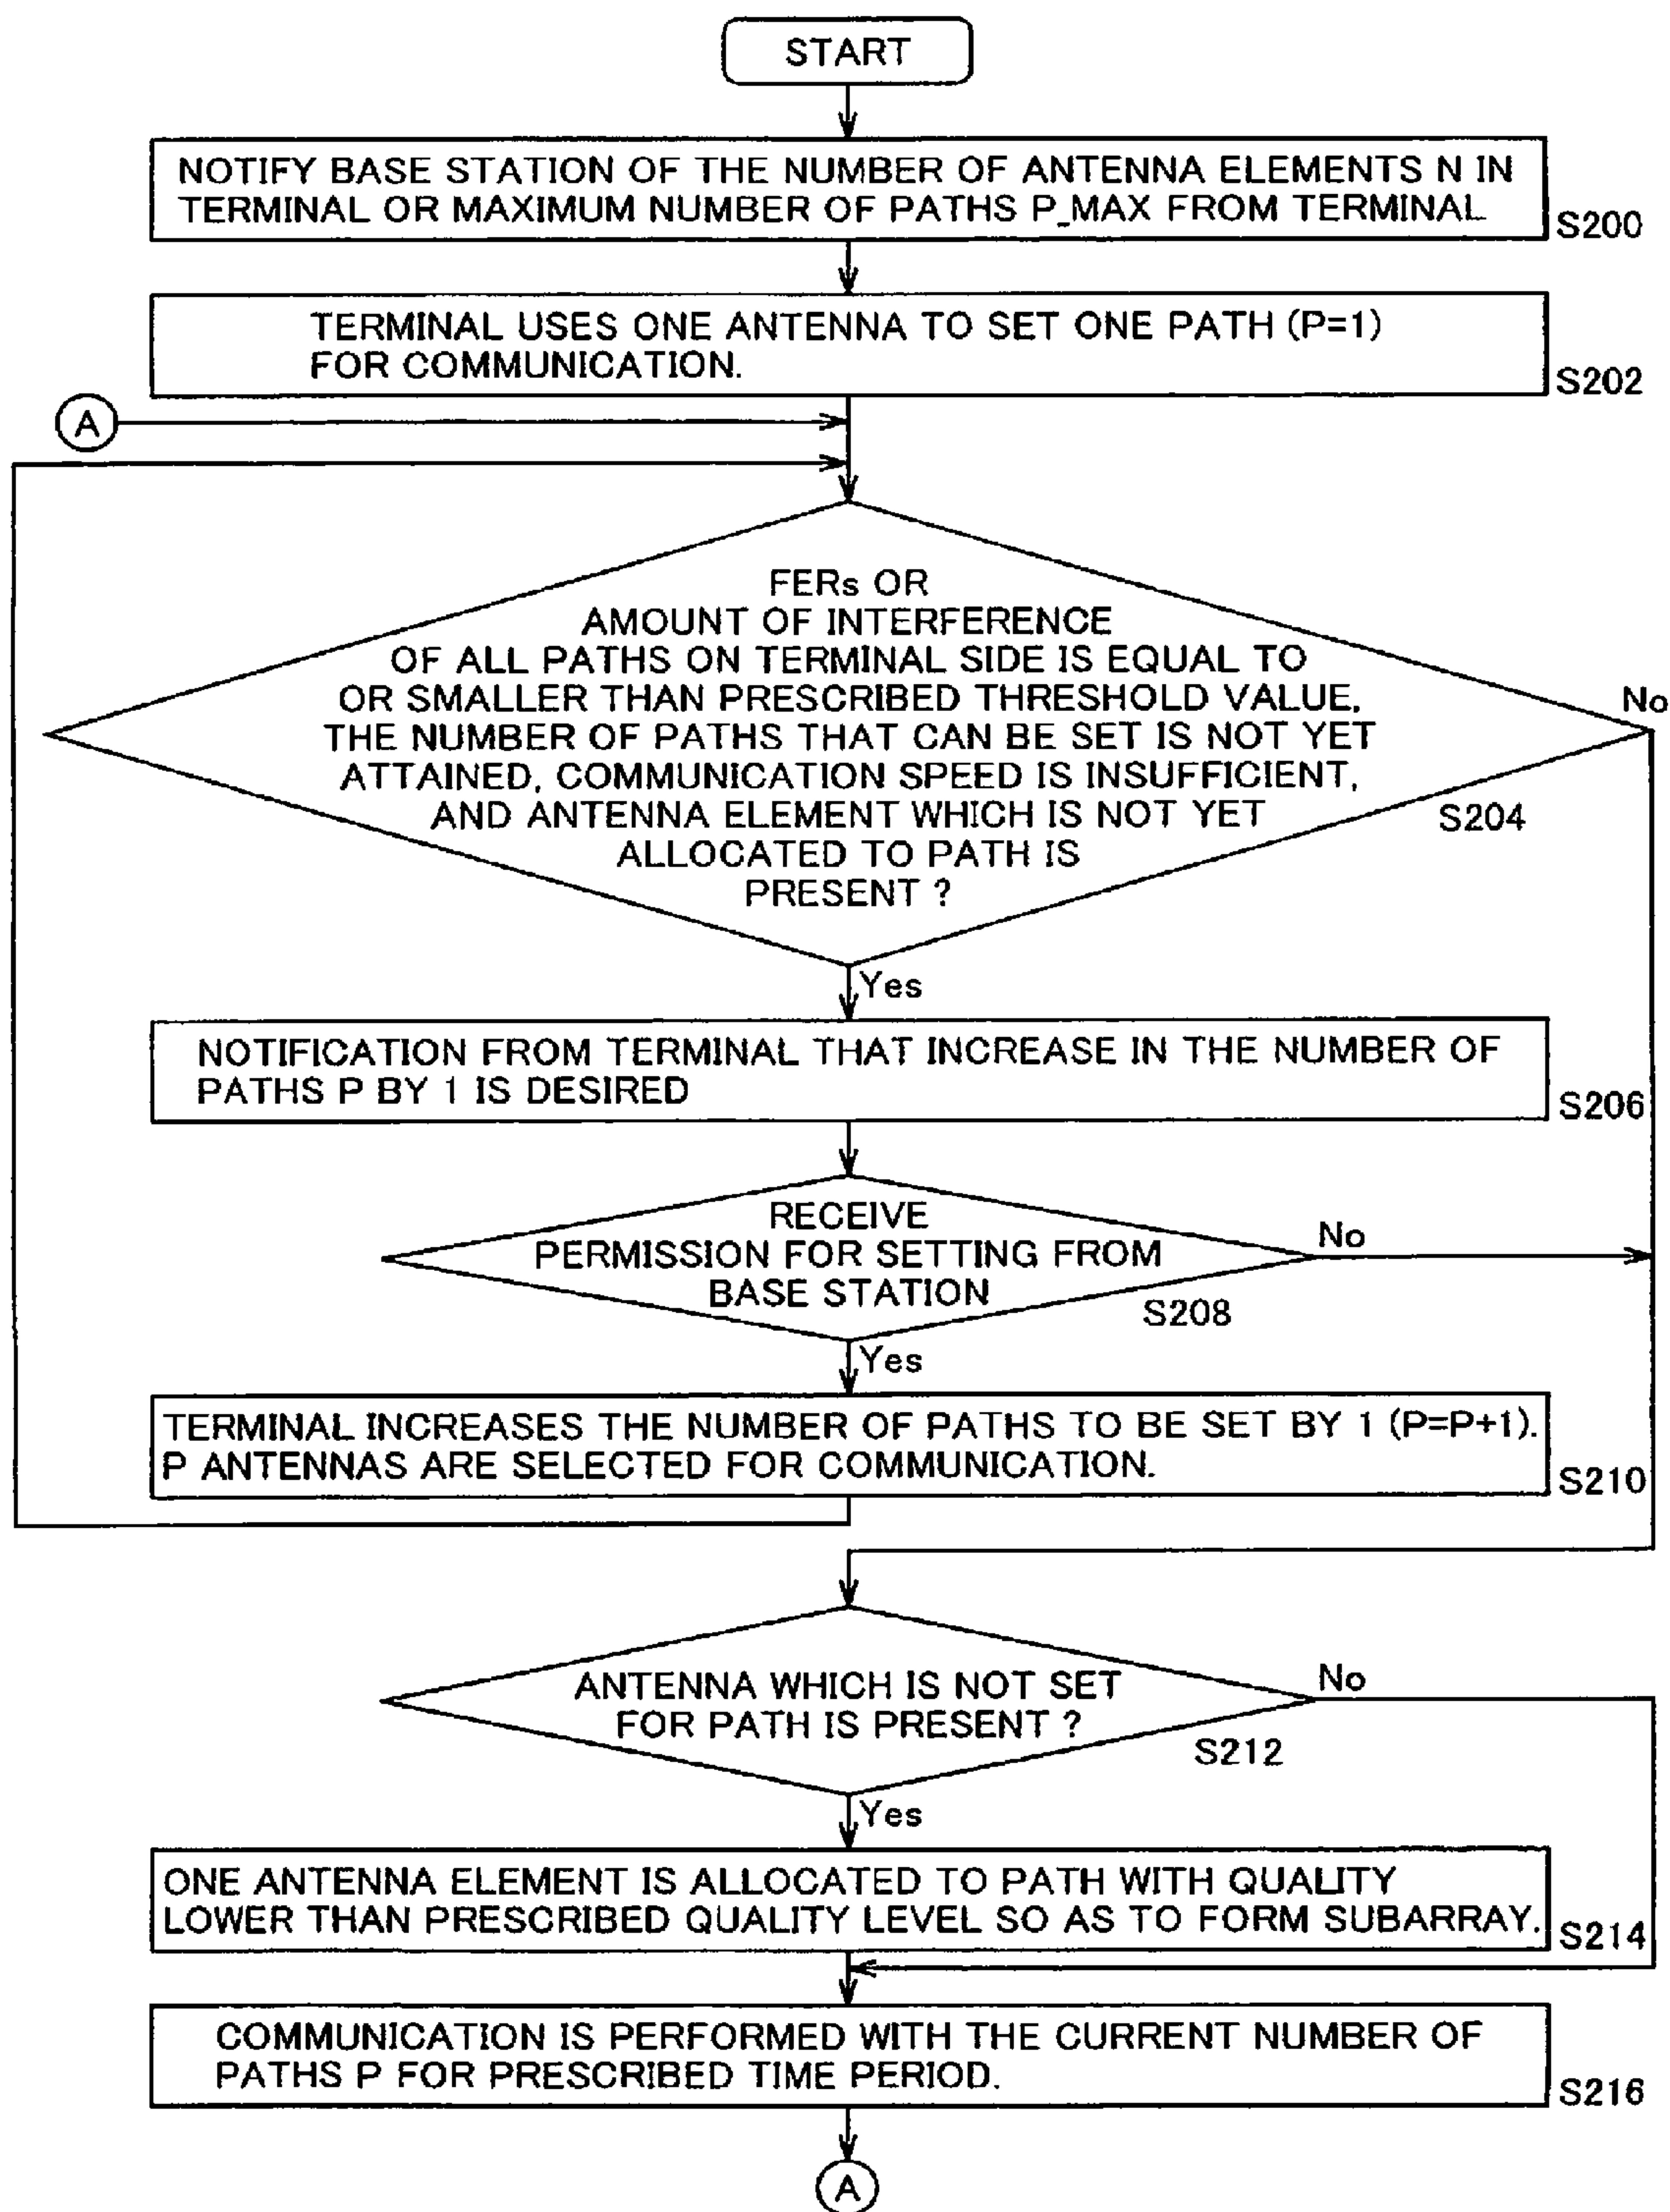 START
NOTIFY BASE STATION OF THE NUMBER OF ANTENNA ELEMENTS N IN
TERMINAL OR MAXIMUM NUMBER OF PATHS P_MAX FROM TERMINAL
S200
TERMINAL USES ONE ANTENNA TO SET ONE PATH (P=1)
FOR COMMUNICATION.
S202
A
FERs OR
AMOUNT OF INTERFERENCE
OF ALL PATHS ON TERMINAL SIDE IS EQUAL TO
OR SMALLER THAN PRESCRIBED THRESHOLD VALUE,
THE NUMBER OF PATHS THAT CAN BE SET IS NOT YET
ATTAINED, COMMUNICATION SPEED IS INSUFFICIENT,
AND ANTENNA ELEMENT WHICH IS NOT YET
ALLOCATED TO PATH IS
PRESENT ?
No
S204
Yes
NOTIFICATION FROM TERMINAL THAT INCREASE IN THE NUMBER OF
PATHS P BY 1 IS DESIRED
S206
RECEIVE
PERMISSION FOR SETTING FROM
BASE STATION
No
S208
Yes
TERMINAL INCREASES THE NUMBER OF PATHS TO BE SET BY 1 (P=P+1).
P ANTENNAS ARE SELECTED FOR COMMUNICATION.
S210
ANTENNA WHICH IS NOT SET
FOR PATH IS PRESENT ?
No
S212
Yes
ONE ANTENNA ELEMENT IS ALLOCATED TO PATH WITH QUALITY
LOWER THAN PRESCRIBED QUALITY LEVEL SO AS TO FORM SUBARRAY.
S214
COMMUNICATION IS PERFORMED WITH THE CURRENT NUMBER OF
PATHS P FOR PRESCRIBED TIME PERIOD.
S216
A